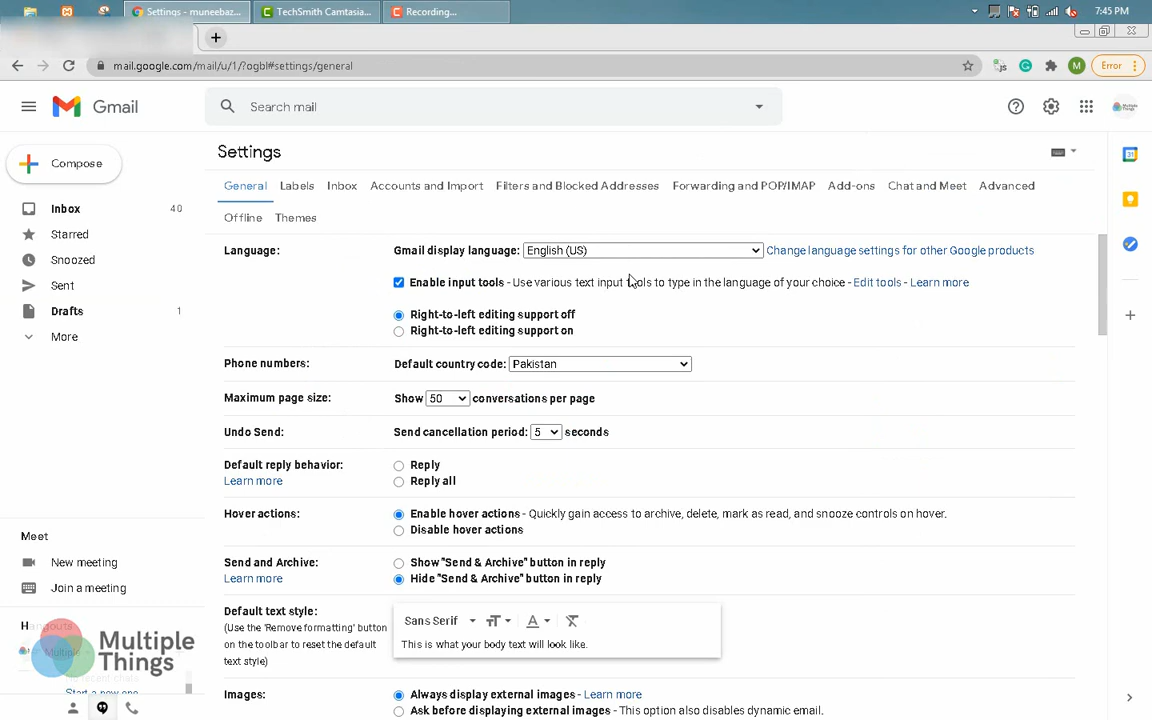 Settings - muneebaz...
TechSmith Camtasia...
Recording...
7:45 PM
mail.google.com/mail/u/1/?ogbl#settings/general
Error
Gmail
Search mail
Compose
Inbox 40
Starred
Snoozed
Sent
Drafts 1
More
Meet
New meeting
Join a meeting
Hangouts
Multiple
No recent chats
Start a new one
Multiple
Things
Settings
General Labels Inbox Accounts and Import Filters and Blocked Addresses Forwarding and POP/IMAP Add-ons Chat and Meet Advanced
Offline Themes
Language: Gmail display language: English (US) Change language settings for other Google products
Enable input tools - Use various text input tools to type in the language of your choice - Edit tools - Learn more
Right-to-left editing support off
Right-to-left editing support on
Phone numbers: Default country code: Pakistan
Maximum page size: Show 50 conversations per page
Undo Send: Send cancellation period: 5 seconds
Default reply behavior: Reply
Learn more Reply all
Hover actions: Enable hover actions - Quickly gain access to archive, delete, mark as read, and snooze controls on hover.
Disable hover actions
Send and Archive: Show "Send & Archive" button in reply
Learn more Hide "Send & Archive" button in reply
Default text style: Sans Serif
(Use the 'Remove formatting' button
on the toolbar to reset the default This is what your body text will look like.
text style)
Images: Always display external images - Learn more
Ask before displaying external images - This option also disables dynamic email.